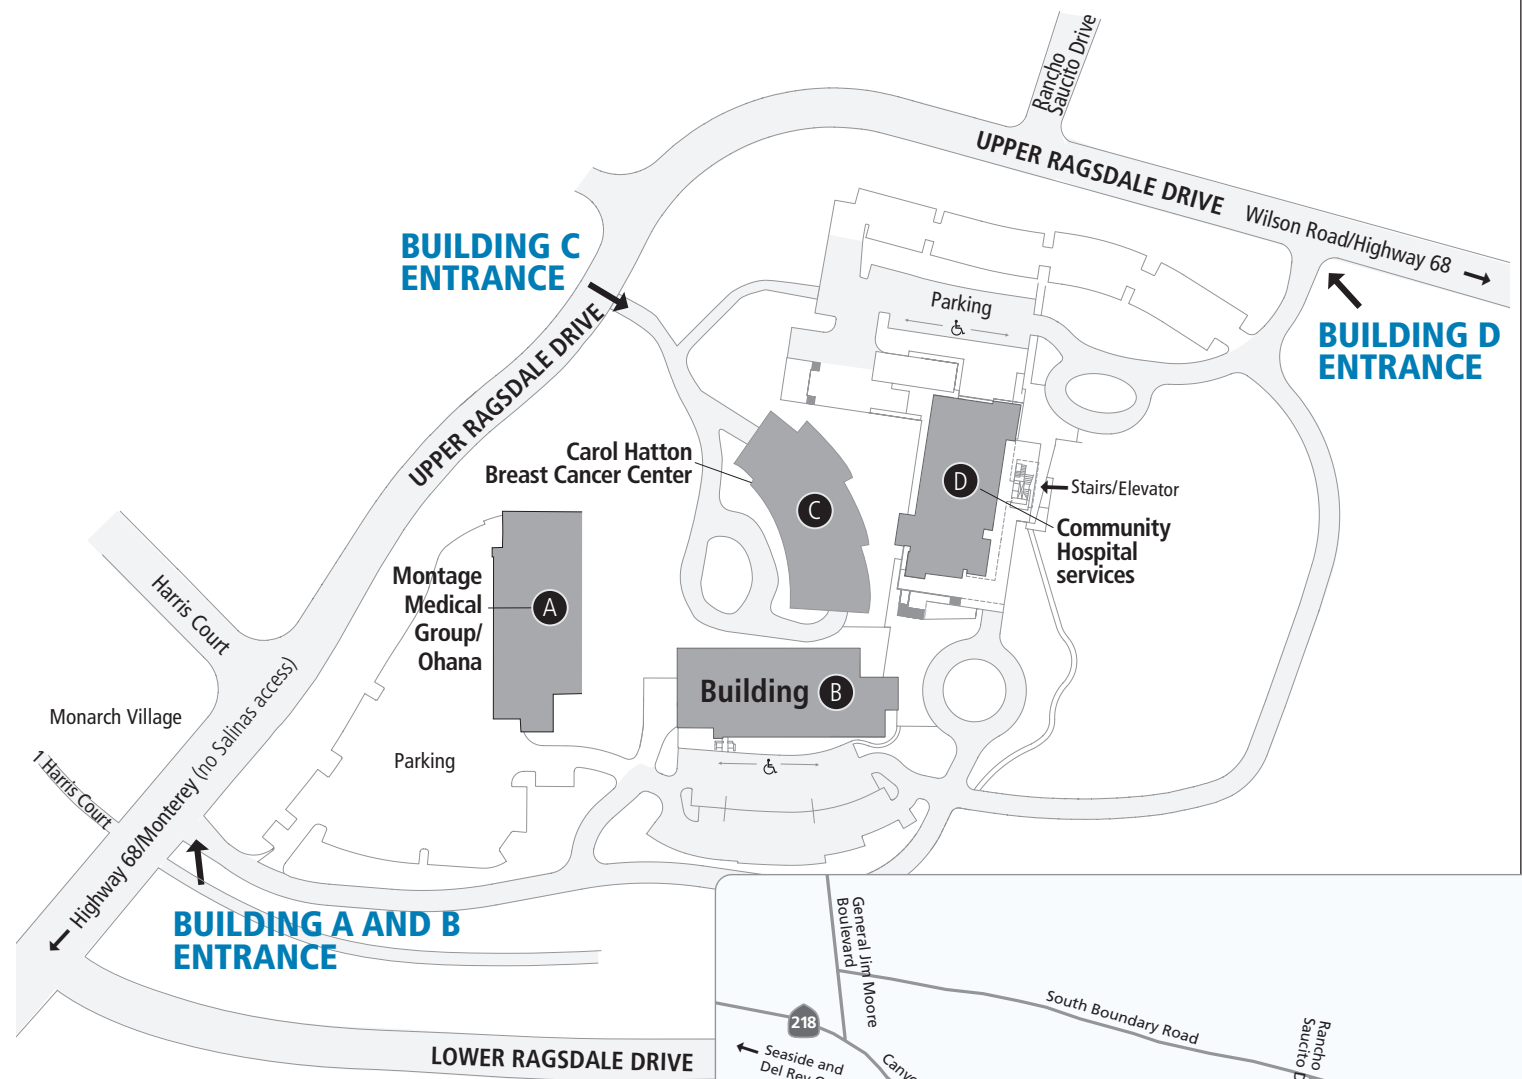 Rancho
Saucito Drive
UPPER RAGSDALE DRIVE
Wilson Road/Highway 68
BUILDING C
ENTRANCE
Parking
BUILDING D
ENTRANCE
UPPER RAGSDALE DRIVE
Carol Hatton
Breast Cancer Center
C
D
Stairs/Elevator
Community
Hospital
services
Montage
Medical
Group/
Ohana
A
Harris Court
Building B
Monarch Village
Highway 68/Monterey (no Salinas access)
Parking
1 Harris Court
BUILDING A AND B
ENTRANCE
General Jim Moore
Boulevard
South Boundary Road
218
Rancho
Saucito
Seaside and
Del Rey
LOWER RAGSDALE DRIVE